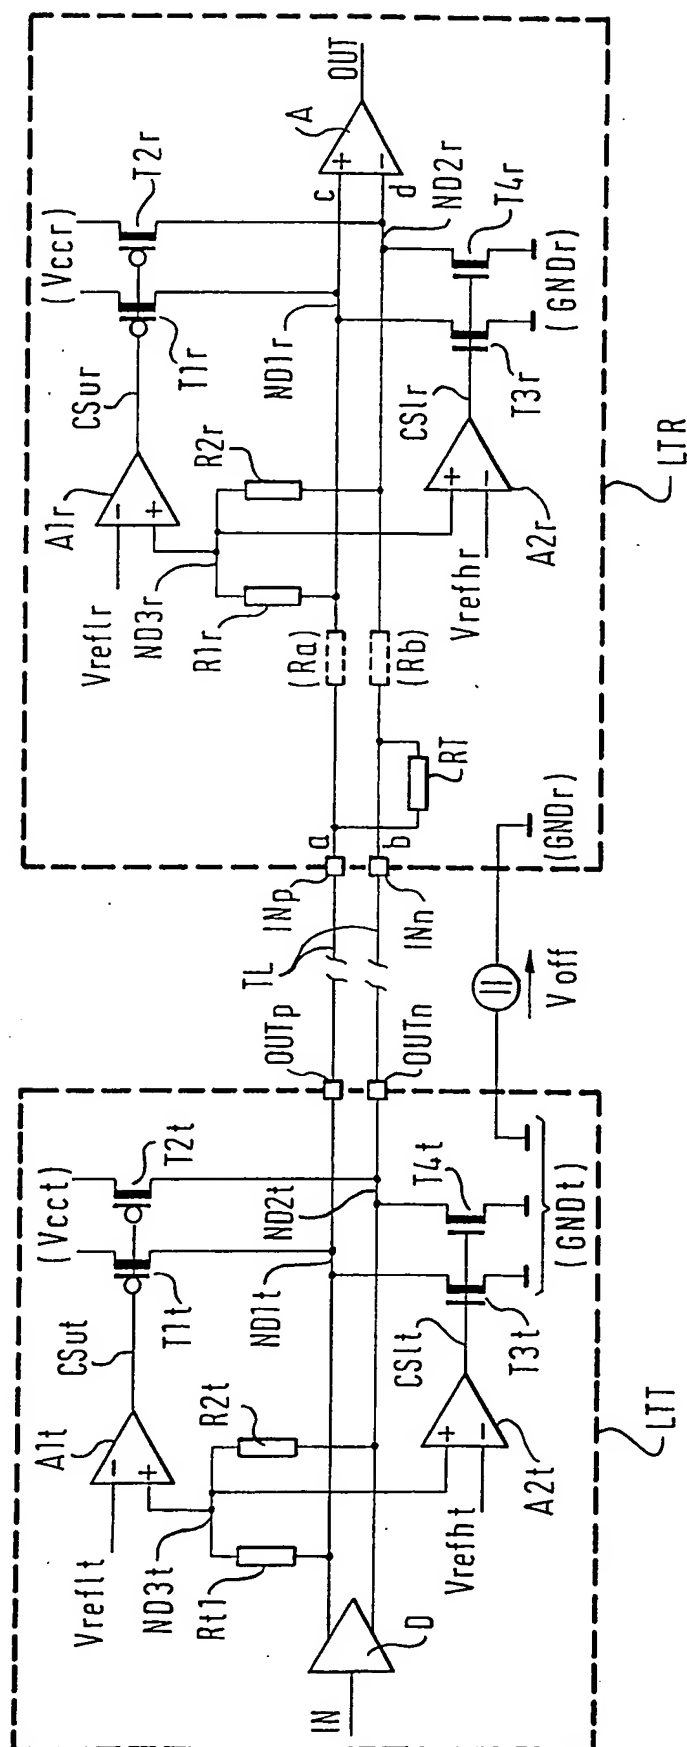 IN
D
Vreflt
ND3t
Rt1
A1t
R2t
CSut
(Vcct)
T1t
T2t
ND1t
ND2t
Vrefht
A2t
CSlt
T3t
T4t
(GNDt)
LTT
OUTp
OUTn
TL
INp
INn
Voff
(GNDr)
a
b
RT
(Ra)
(Rb)
Vreflr
ND3r
R1r
A1r
R2r
CSur
(Vccr)
T1r
T2r
ND1r
ND2r
Vrefhr
A2r
CSlr
T3r
T4r
(GNDr)
c
d
A
OUT
LTR